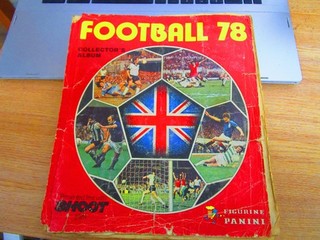 FOOTBALL 78
COLLECTOR'S
ALBUM
SHOOT
FIGURINE
PANINI